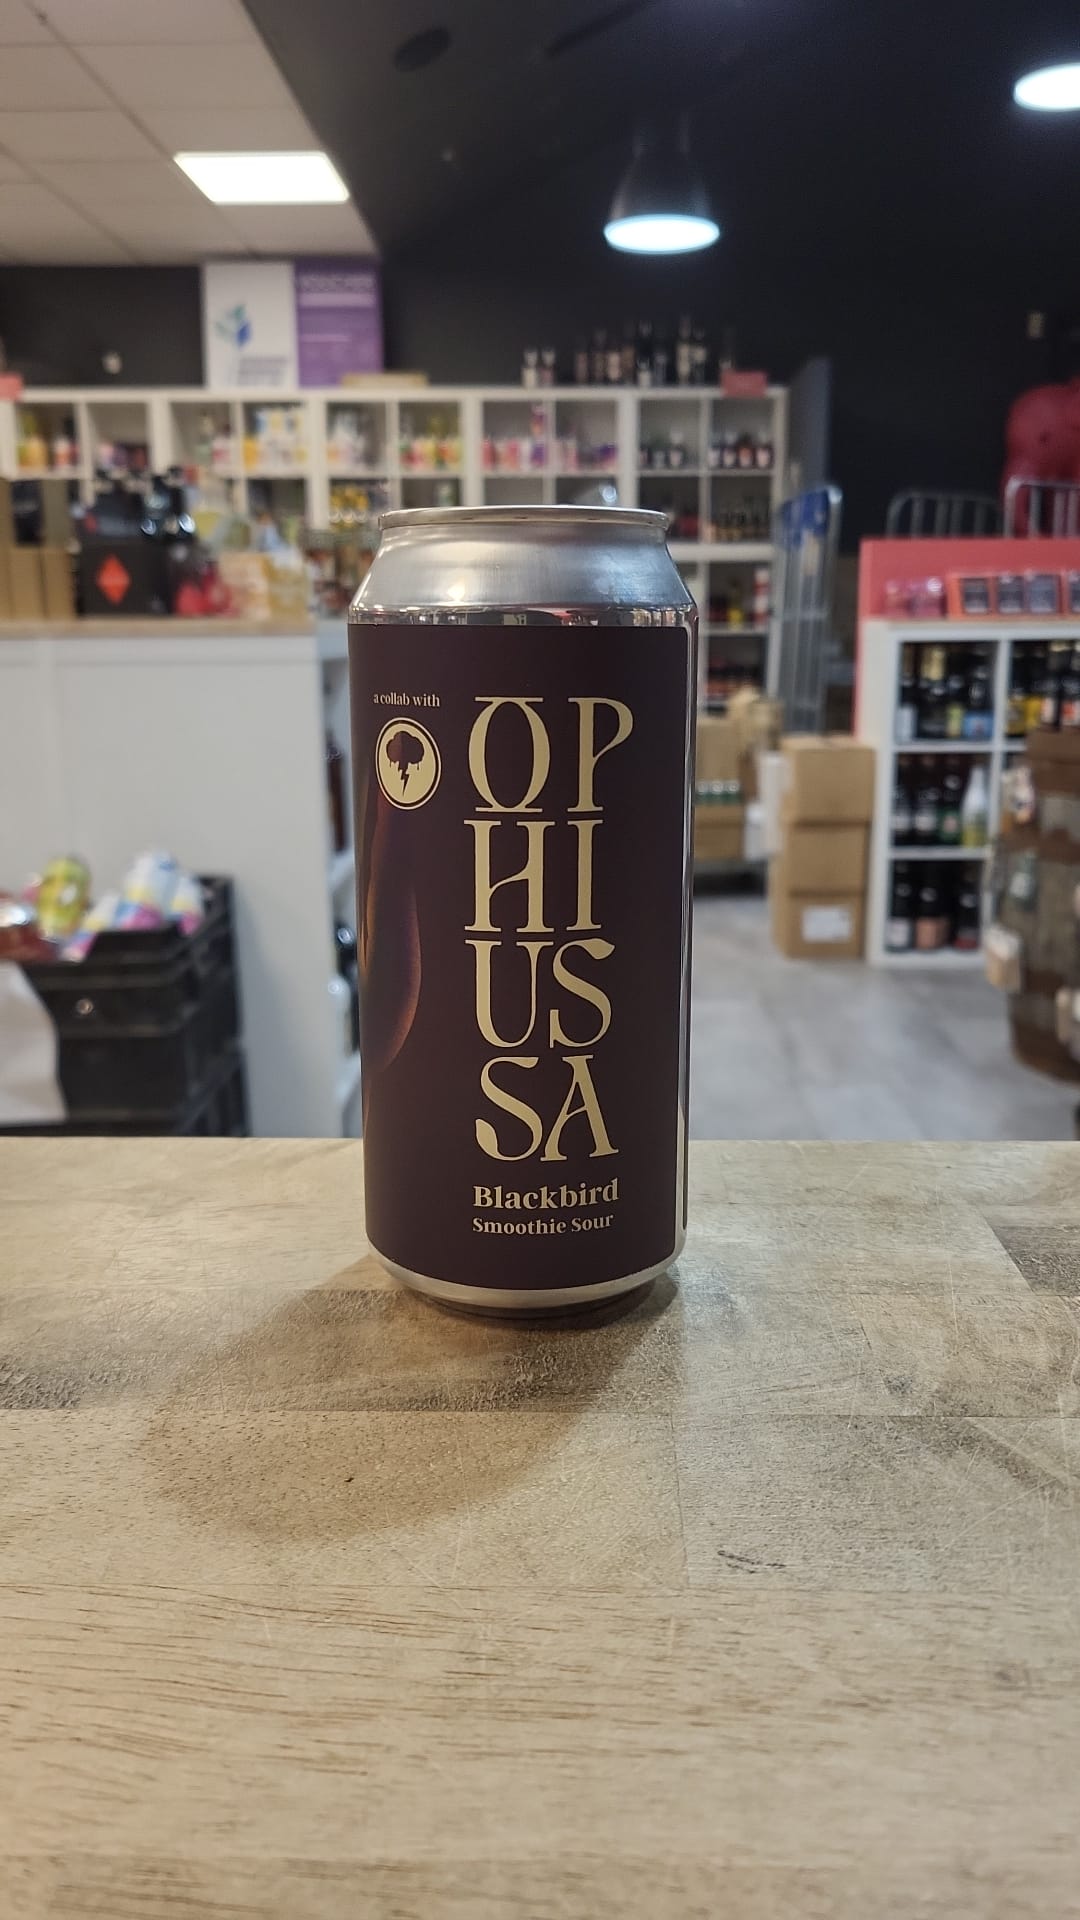 a collab with
OP
HI
US
SA
Blackbird
Smoothie Sour